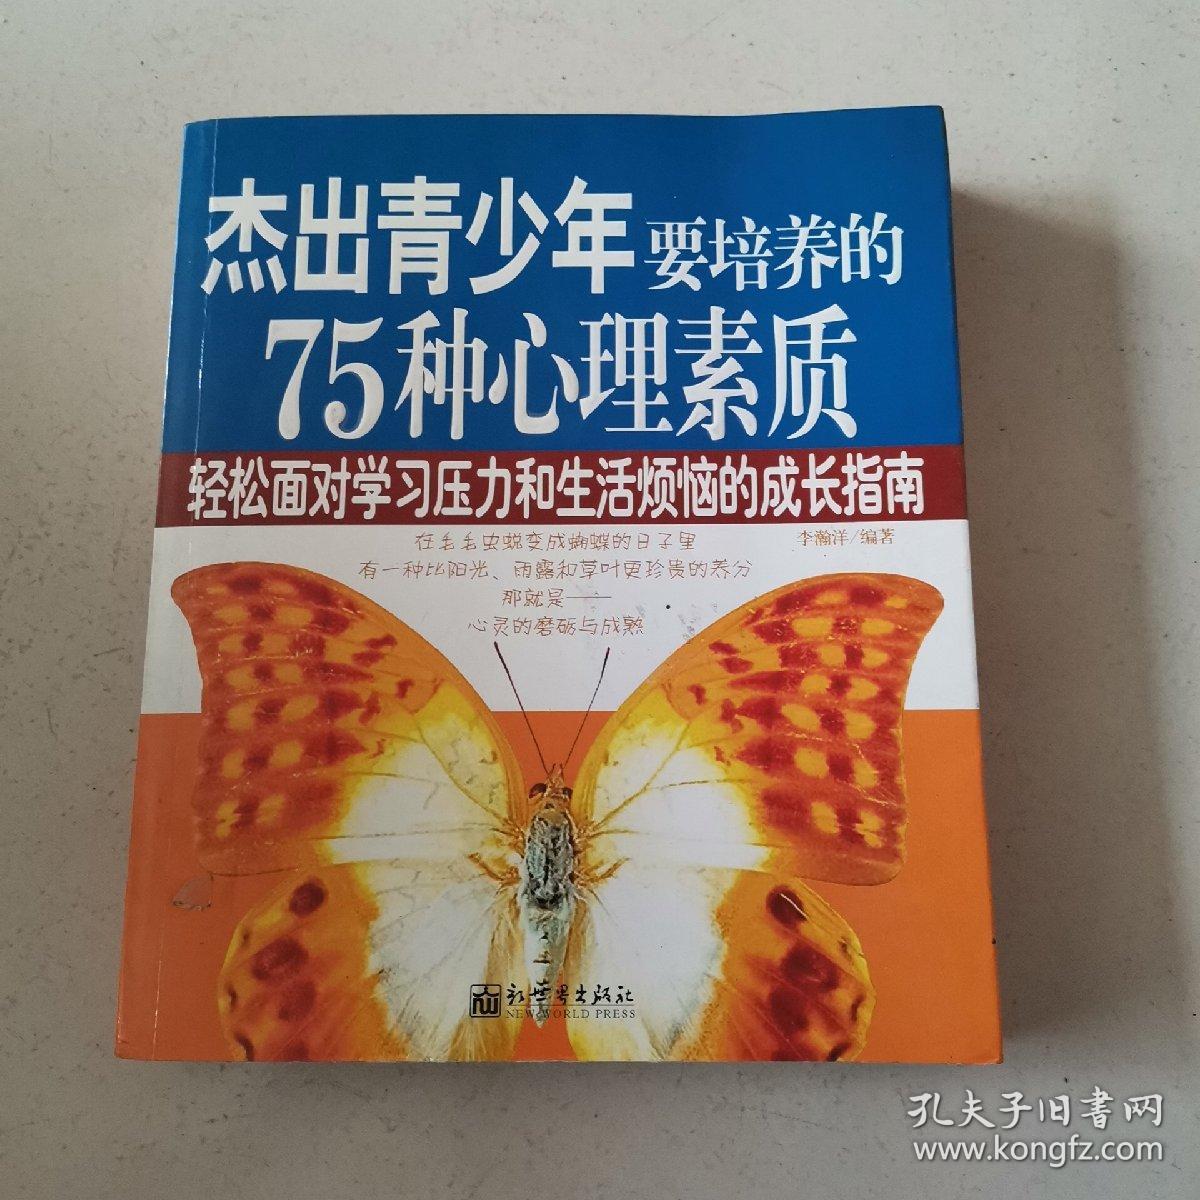 杰出青少年要培养的
75种心理素质
轻松面对学习压力和生活烦恼的成长指南
李瀚洋/编著
在毛毛虫蜕变成蝴蝶的日子里
有一种比阳光、雨露和草叶更珍贵的养分
那就是——
心灵的磨砺与成熟
新世界出版社
NEW WORLD PRESS
孔夫子旧书网
www.kongfz.com